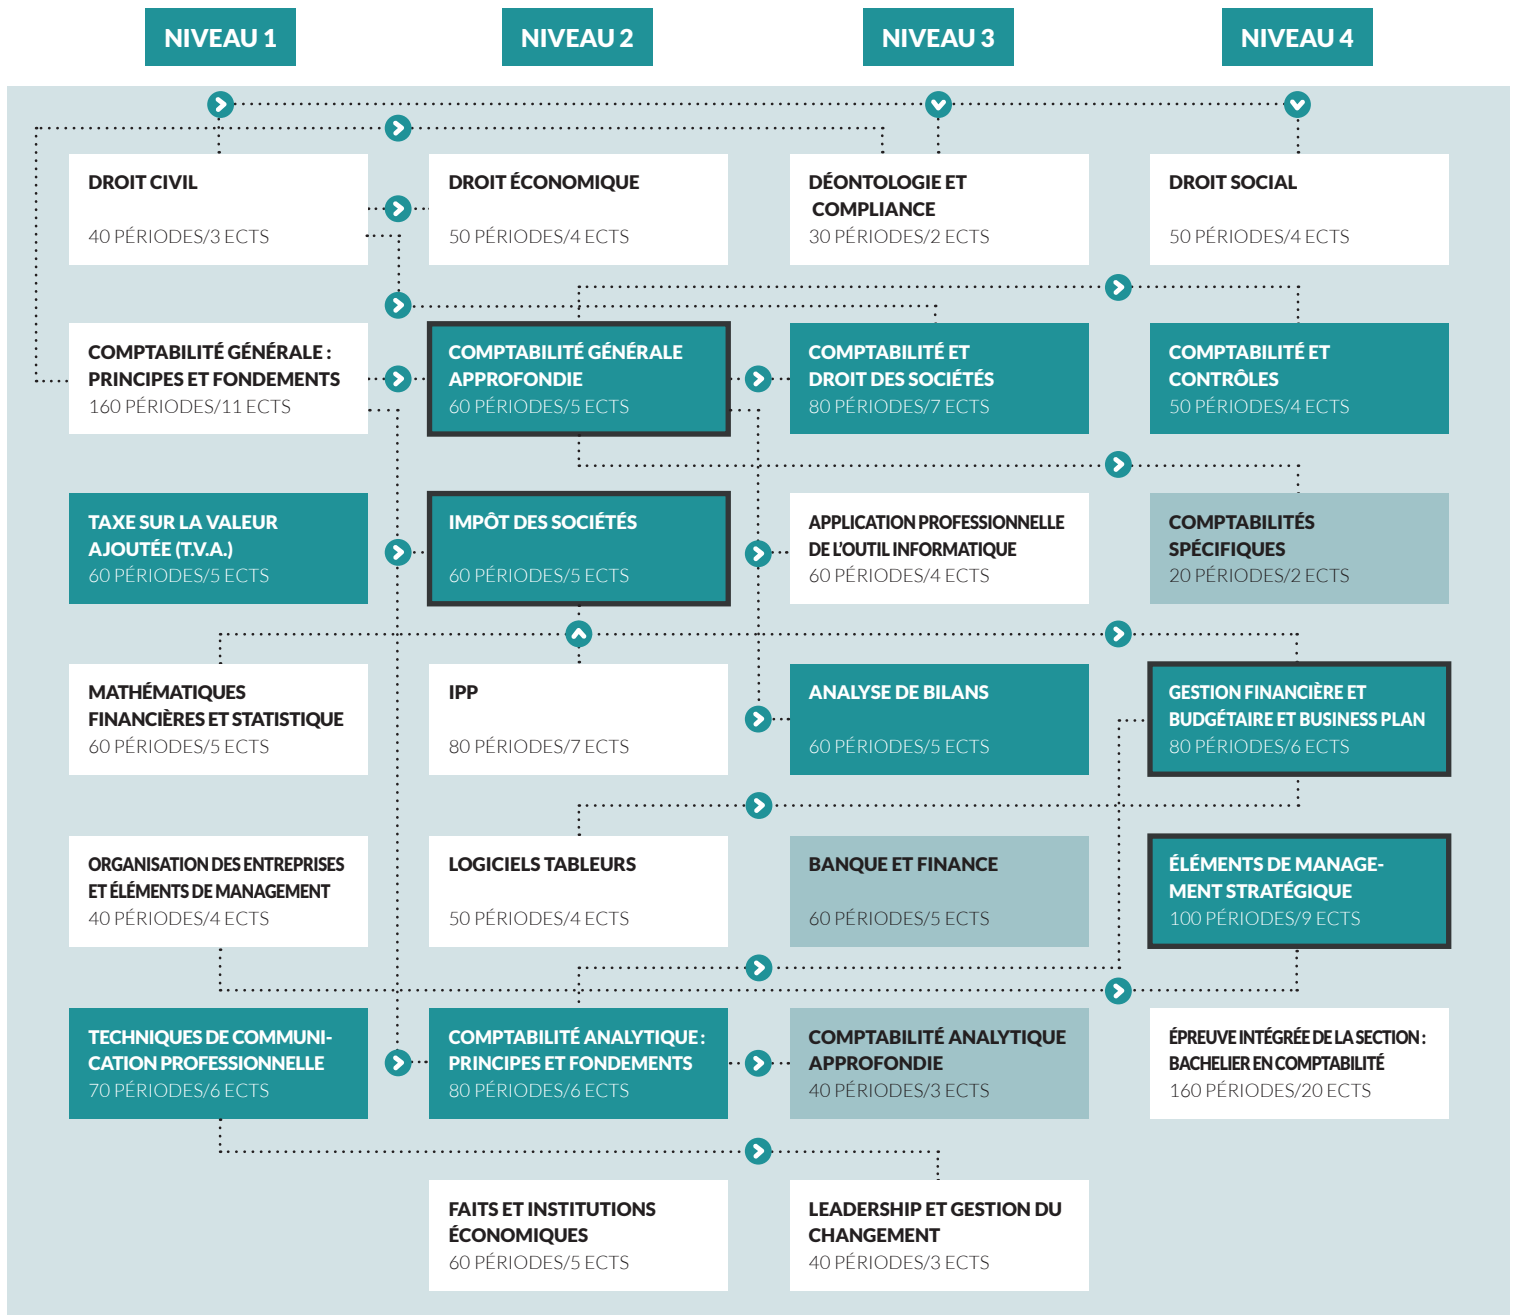 NIVEAU 1
NIVEAU 2
NIVEAU 3
NIVEAU 4
DROIT CIVIL
40 PÉRIODES/3 ECTS
DROIT ÉCONOMIQUE
50 PÉRIODES/4 ECTS
DÉONTOLOGIE ET
COMPLIANCE
30 PÉRIODES/2 ECTS
DROIT SOCIAL
50 PÉRIODES/4 ECTS
COMPTABILITÉ GÉNÉRALE :
PRINCIPES ET FONDEMENTS
160 PÉRIODES/11 ECTS
COMPTABILITÉ GÉNÉRALE
APPROFONDIE
60 PÉRIODES/5 ECTS
COMPTABILITÉ ET
DROIT DES SOCIÉTÉS
80 PÉRIODES/7 ECTS
COMPTABILITÉ ET
CONTRÔLES
50 PÉRIODES/4 ECTS
TAXE SUR LA VALEUR
AJOUTÉE (T.V.A.)
60 PÉRIODES/5 ECTS
IMPÔT DES SOCIÉTÉS
60 PÉRIODES/5 ECTS
APPLICATION PROFESSIONNELLE
DE L'OUTIL INFORMATIQUE
60 PÉRIODES/4 ECTS
COMPTABILITÉS
SPÉCIFIQUES
20 PÉRIODES/2 ECTS
MATHÉMATIQUES
FINANCIÈRES ET STATISTIQUE
60 PÉRIODES/5 ECTS
IPP
80 PÉRIODES/7 ECTS
ANALYSE DE BILANS
60 PÉRIODES/5 ECTS
GESTION FINANCIÈRE ET
BUDGÉTAIRE ET BUSINESS PLAN
80 PÉRIODES/6 ECTS
ORGANISATION DES ENTREPRISES
ET ÉLÉMENTS DE MANAGEMENT
40 PÉRIODES/4 ECTS
LOGICIELS TABLEURS
50 PÉRIODES/4 ECTS
BANQUE ET FINANCE
60 PÉRIODES/5 ECTS
ÉLÉMENTS DE MANAGE-
MENT STRATÉGIQUE
100 PÉRIODES/9 ECTS
TECHNIQUES DE COMMUNI-
CATION PROFESSIONNELLE
70 PÉRIODES/6 ECTS
COMPTABILITÉ ANALYTIQUE :
PRINCIPES ET FONDEMENTS
80 PÉRIODES/6 ECTS
COMPTABILITÉ ANALYTIQUE
APPROFONDIE
40 PÉRIODES/3 ECTS
ÉPREUVE INTÉGRÉE DE LA SECTION :
BACHELIER EN COMPTABILITÉ
160 PÉRIODES/20 ECTS
FAITS ET INSTITUTIONS
ÉCONOMIQUES
60 PÉRIODES/5 ECTS
LEADERSHIP ET GESTION DU
CHANGEMENT
40 PÉRIODES/3 ECTS